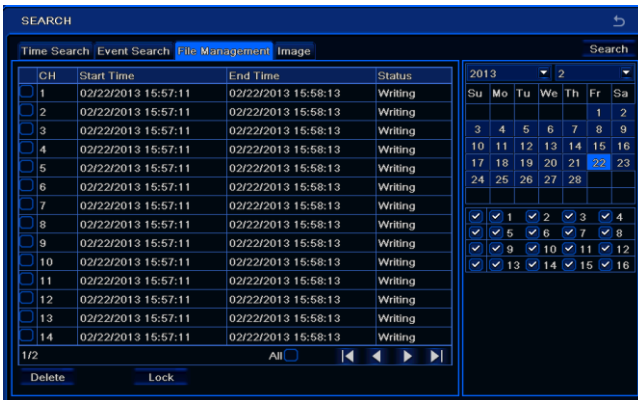 SEARCH
Time Search Event Search File Management Image Search
CH Start Time End Time Status
1 02/22/2013 15:57:11 02/22/2013 15:58:13 Writing
2 02/22/2013 15:57:11 02/22/2013 15:58:13 Writing
3 02/22/2013 15:57:11 02/22/2013 15:58:13 Writing
4 02/22/2013 15:57:11 02/22/2013 15:58:13 Writing
5 02/22/2013 15:57:11 02/22/2013 15:58:13 Writing
6 02/22/2013 15:57:11 02/22/2013 15:58:13 Writing
7 02/22/2013 15:57:11 02/22/2013 15:58:13 Writing
8 02/22/2013 15:57:11 02/22/2013 15:58:13 Writing
9 02/22/2013 15:57:11 02/22/2013 15:58:13 Writing
10 02/22/2013 15:57:11 02/22/2013 15:58:13 Writing
11 02/22/2013 15:57:11 02/22/2013 15:58:13 Writing
12 02/22/2013 15:57:11 02/22/2013 15:58:13 Writing
13 02/22/2013 15:57:11 02/22/2013 15:58:13 Writing
14 02/22/2013 15:57:11 02/22/2013 15:58:13 Writing
1/2 All
Delete Lock
2013 2
Su Mo Tu We Th Fr Sa
1 2
3 4 5 6 7 8 9
10 11 12 13 14 15 16
17 18 19 20 21 22 23
24 25 26 27 28
1 2 3 4
5 6 7 8
9 10 11 12
13 14 15 16